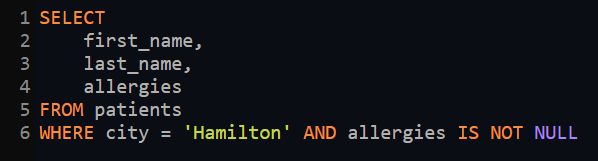 1 SELECT
2     first_name,
3     last_name,
4     allergies
5 FROM patients
6 WHERE city = 'Hamilton' AND allergies IS NOT NULL